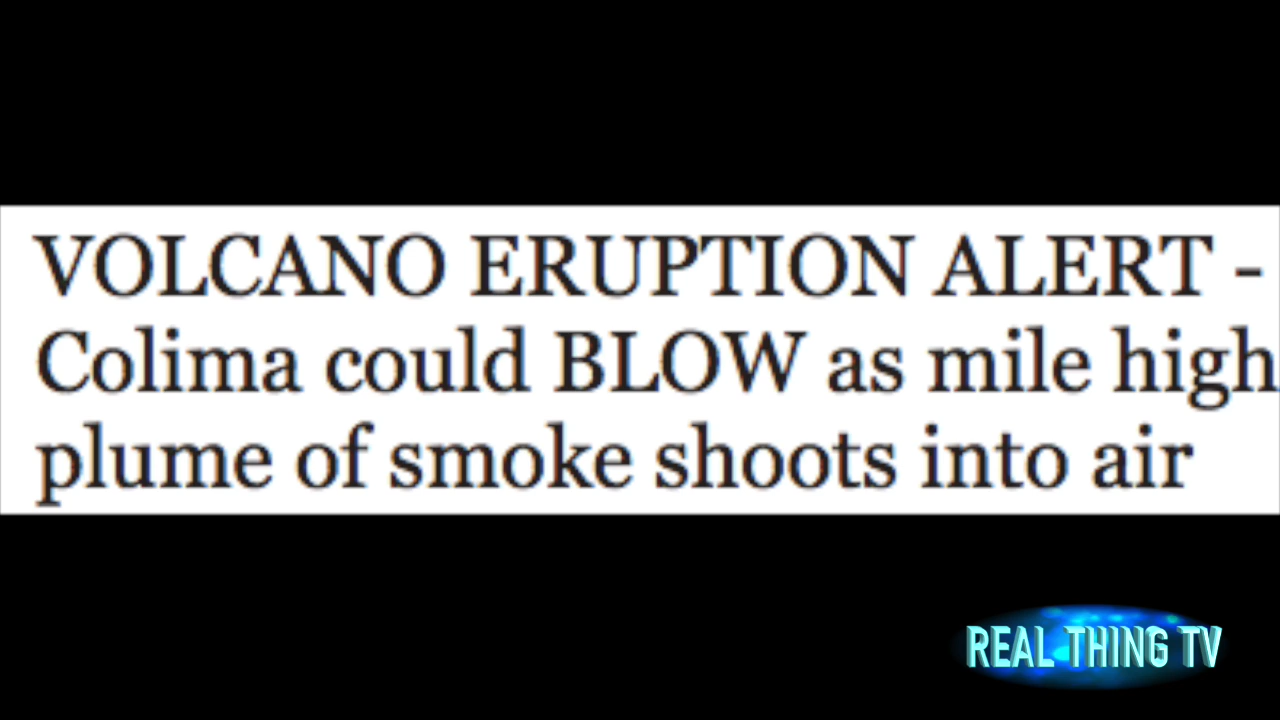 VOLCANO ERUPTION ALERT -
Colima could BLOW as mile high
plume of smoke shoots into air
REAL THING TV